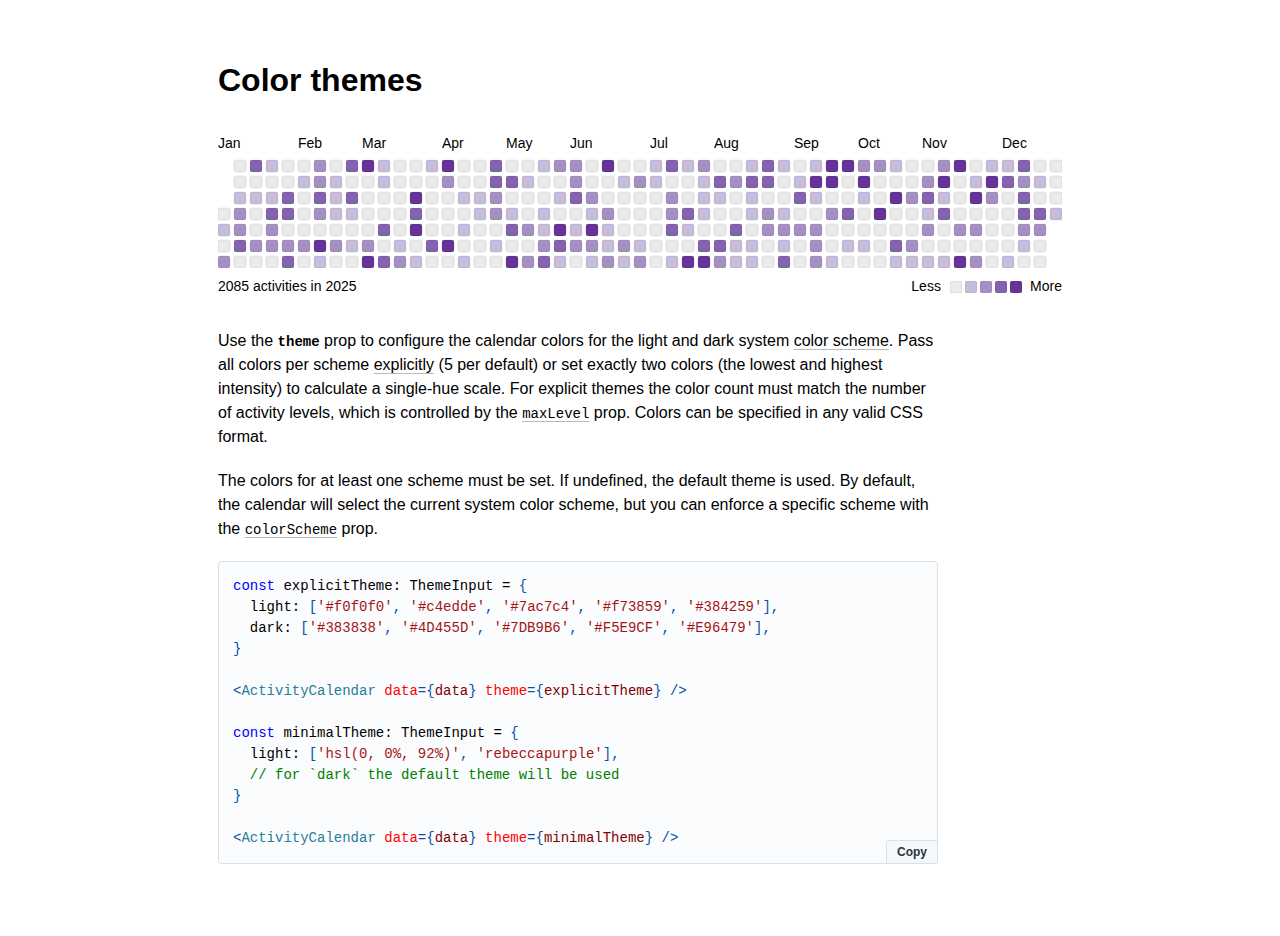 Color themes
Jan Feb Mar Apr May Jun Jul Aug Sep Oct Nov Dec
2085 activities in 2025 Less More
Use the theme prop to configure the calendar colors for the light and dark system color scheme. Pass
all colors per scheme explicitly (5 per default) or set exactly two colors (the lowest and highest
intensity) to calculate a single-hue scale. For explicit themes the color count must match the number
of activity levels, which is controlled by the maxLevel prop. Colors can be specified in any valid CSS
format.
The colors for at least one scheme must be set. If undefined, the default theme is used. By default,
the calendar will select the current system color scheme, but you can enforce a specific scheme with
the colorScheme prop.
const explicitTheme: ThemeInput = {
  light: ['#f0f0f0', '#c4edde', '#7ac7c4', '#f73859', '#384259'],
  dark: ['#383838', '#4D455D', '#7DB9B6', '#F5E9CF', '#E96479'],
}
<ActivityCalendar data={data} theme={explicitTheme} />
const minimalTheme: ThemeInput = {
  light: ['hsl(0, 0%, 92%)', 'rebeccapurple'],
  // for `dark` the default theme will be used
}
<ActivityCalendar data={data} theme={minimalTheme} />
Copy